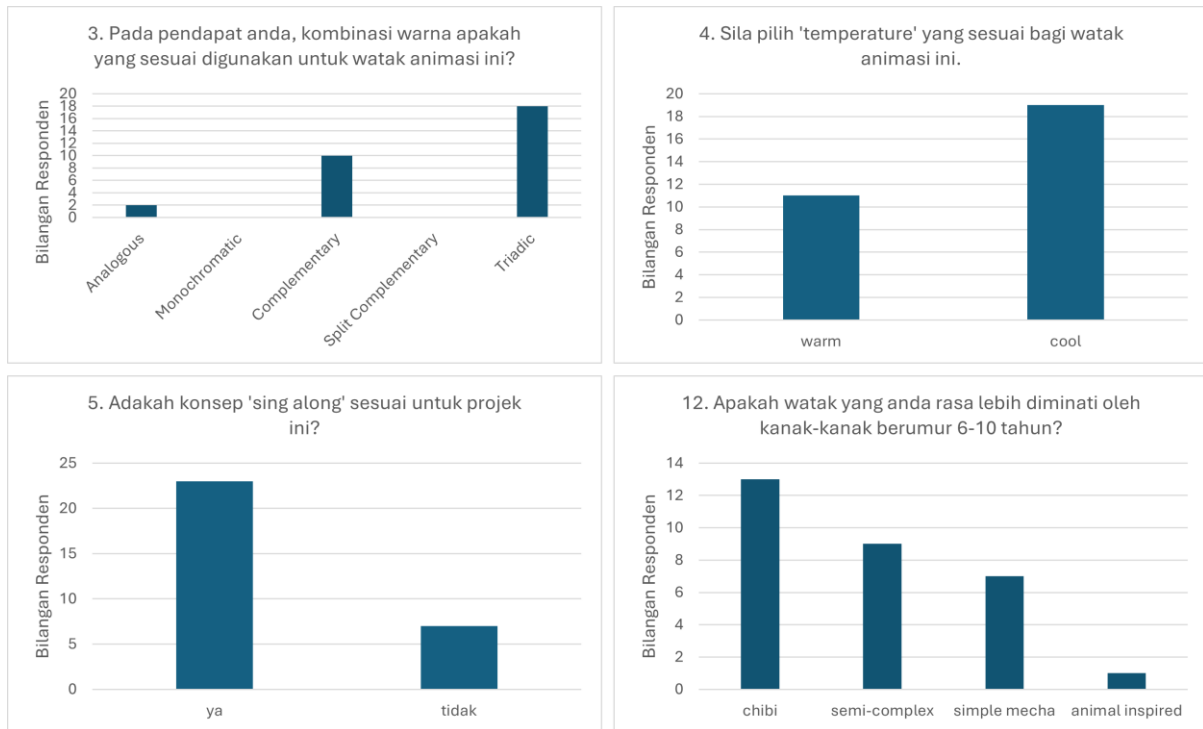 3. Pada pendapat anda, kombinasi warna apakah
yang sesuai digunakan untuk watak animasi ini?
Bilangan Responden
20
18
16
14
12
10
8
6
4
2
0
Analogous
Monochromatic
Complementary
Split Complementary
Triadic
4. Sila pilih 'temperature' yang sesuai bagi watak
animasi ini.
Bilangan Responden
20
18
16
14
12
10
8
6
4
2
0
warm
cool
5. Adakah konsep 'sing along' sesuai untuk projek
ini?
Bilangan Responden
25
20
15
10
5
0
ya
tidak
12. Apakah watak yang anda rasa lebih diminati oleh
kanak-kanak berumur 6-10 tahun?
Bilangan Responden
14
12
10
8
6
4
2
0
chibi
semi-complex
simple mecha
animal inspired